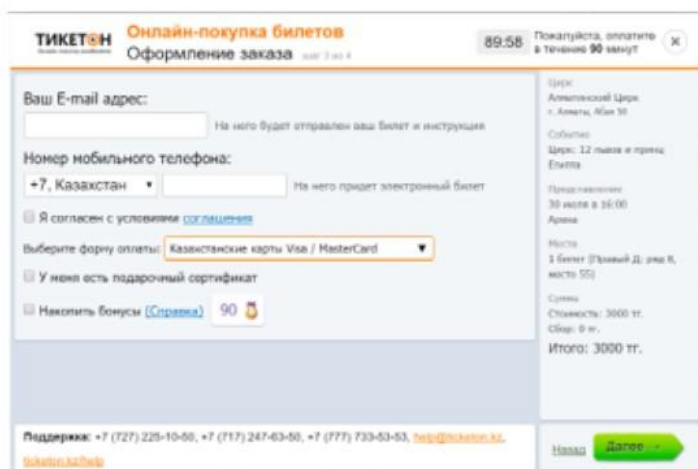 ТИКЕТОН
Онлайн-покупка билетов
Оформление заказа шаг 3 из 4
89:58
Пожалуйста, оплатите
в течение 90 минут
Ваш E-mail адрес:
На него будет отправлен ваш билет и инструкция
Номер мобильного телефона:
+7, Казахстан
На него придет электронный билет
Я согласен с условиями соглашения
Выберите форму оплаты: Казахстанские карты Visa / MasterCard
У меня есть подарочный сертификат
Накопить бонусы (Справка) 90
Цирк
Алматинский Цирк
г. Алматы, Абая 50
Событие
Цирк: 12 львов и принц
Египта
Представление
30 июля в 16:00
Арена
Места
1 билет (Правый Д: ряд 8,
место 55)
Сумма
Стоимость: 3000 тг.
Сбор: 0 тг.
Итого: 3000 тг.
Поддержка: +7 (727) 225-10-50, +7 (717) 247-63-50, +7 (777) 733-53-53, help@ticketon.kz,
ticketon.kz/help
Назад
Далее